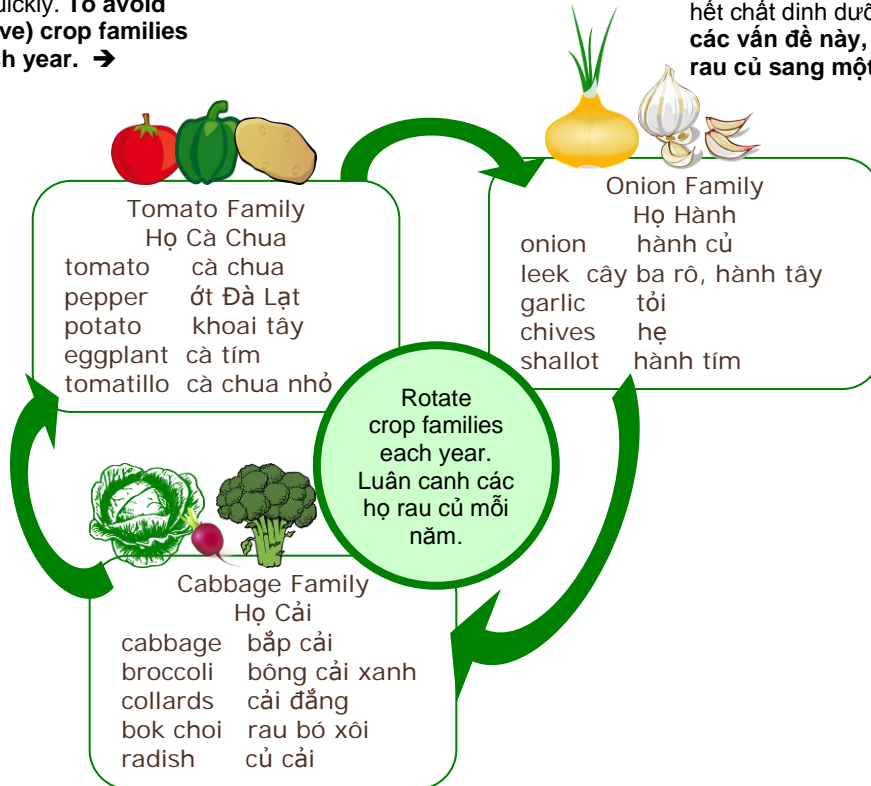 quickly. To avoid
ve) crop families
ch year. ➔
hết chất dinh dưỡ
các vấn đề này,
rau củ sang một
Tomato Family
Họ Cà Chua
tomato cà chua
pepper ớt Đà Lạt
potato khoai tây
eggplant cà tím
tomatillo cà chua nhỏ
Onion Family
Họ Hành
onion hành củ
leek cây ba rô, hành tây
garlic tỏi
chives hẹ
shallot hành tím
Rotate
crop families
each year.
Luân canh các
họ rau củ mỗi
năm.
Cabbage Family
Họ Cải
cabbage bắp cải
broccoli bông cải xanh
collards cải đắng
bok choi rau bó xôi
radish củ cải